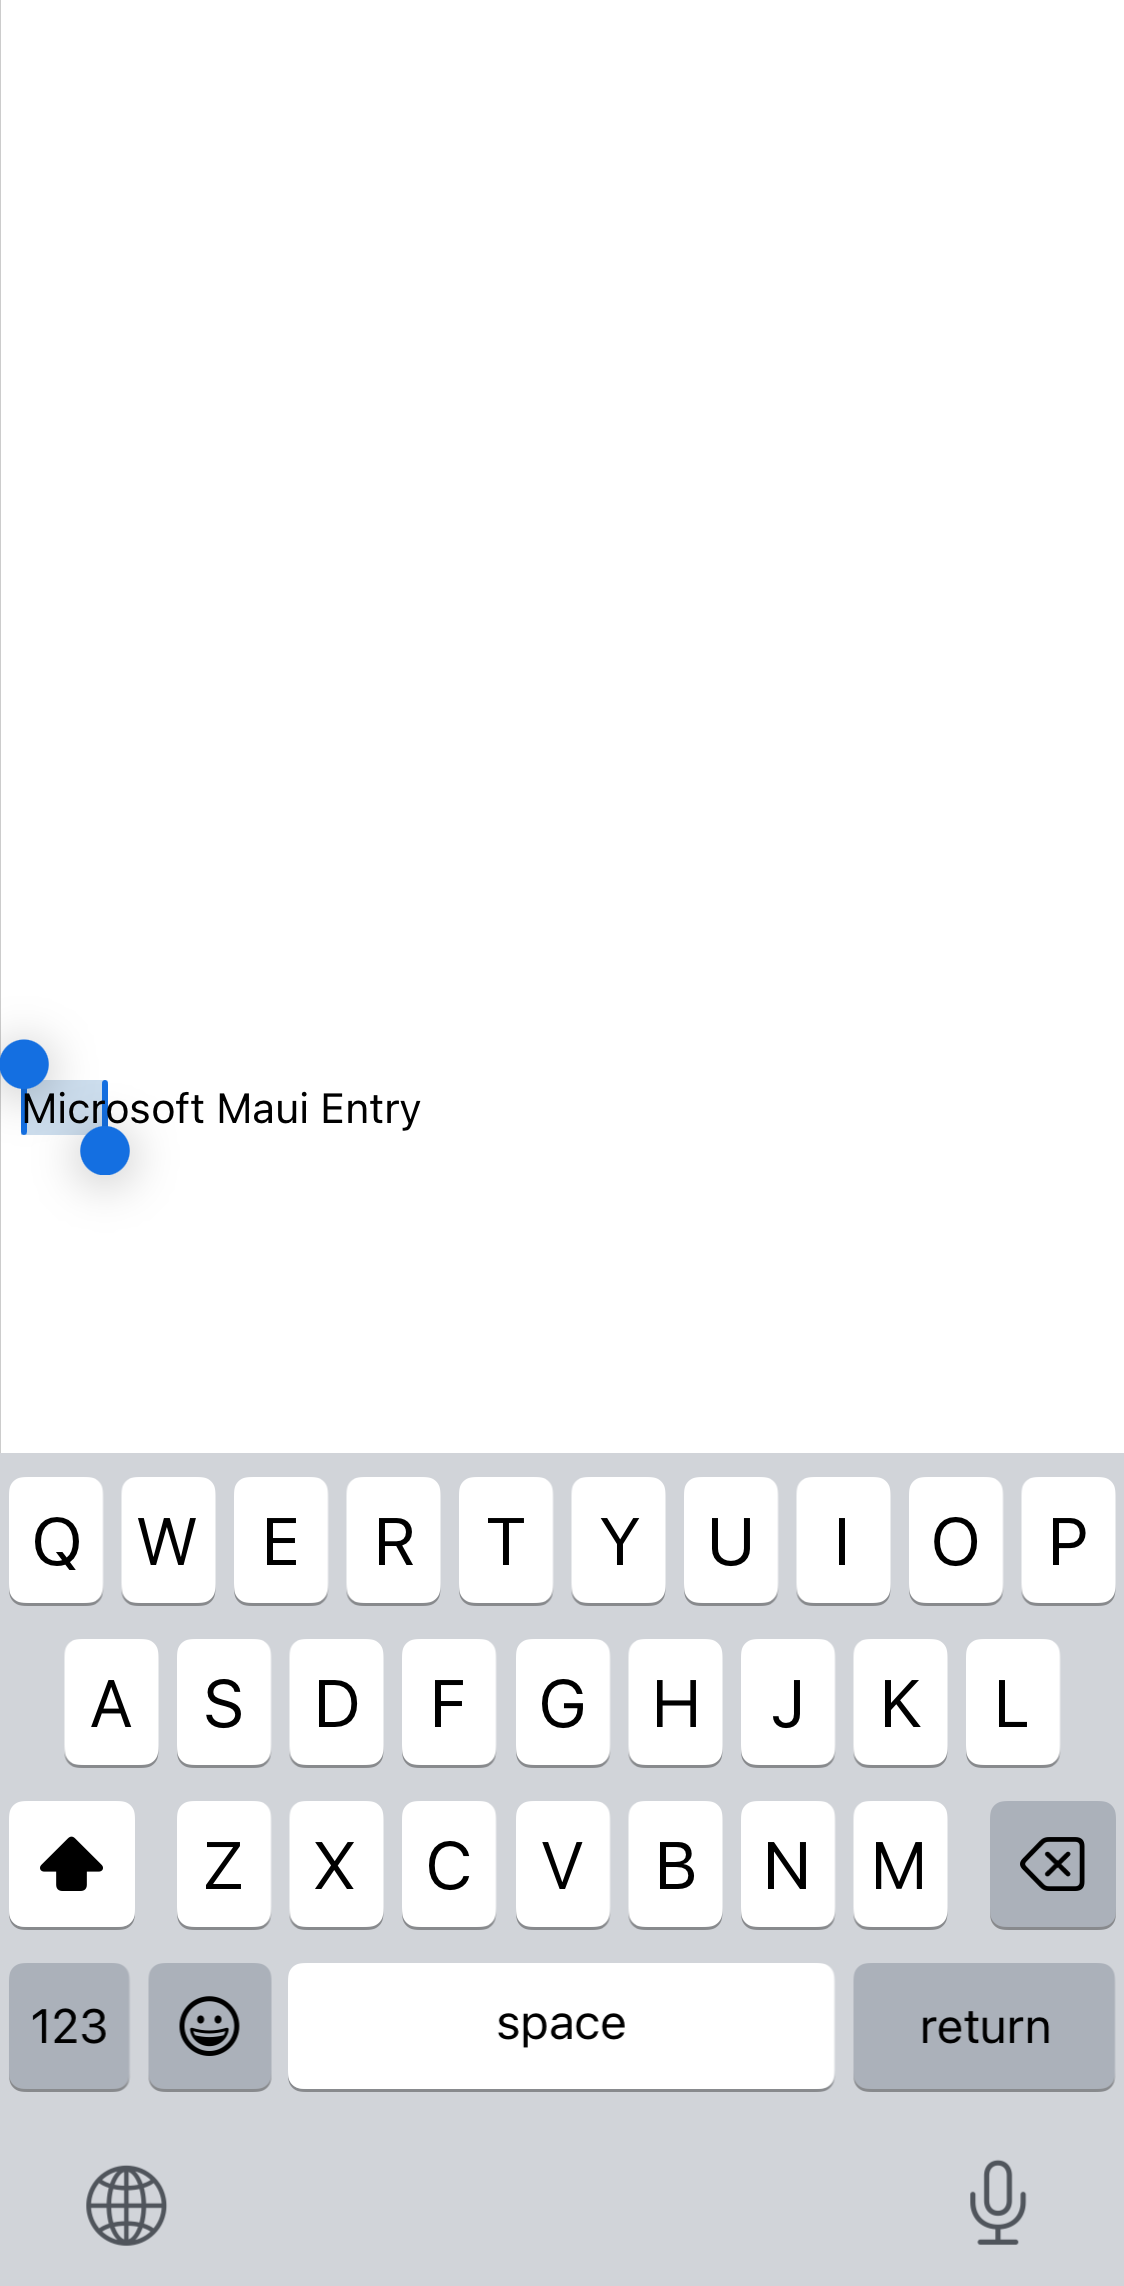 Microsoft Maui Entry
Q W E R T Y U I O P
A S D F G H J K L
Z X C V B N M
123 space return